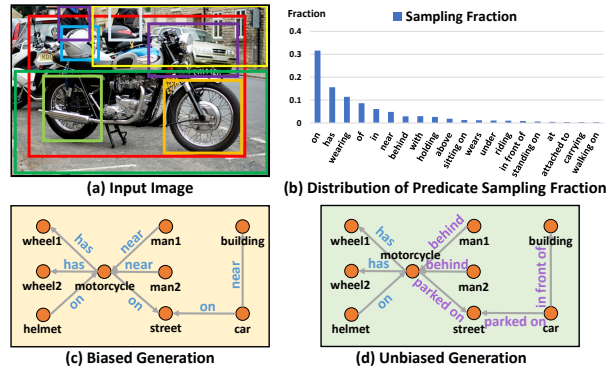 Fraction
Sampling Fraction
0.4
0.3
0.2
0.1
0
on
has
wearing
of
in
near
behind
with
holding
above
sitting on
wears
under
riding
in front of
standing on
at
attached to
carrying
walking on
(a) Input Image
(b) Distribution of Predicate Sampling Fraction
wheel1
has
near
man1
building
wheel2
has
motorcycle
near
man2
near
helmet
on
on
street
on
car
(c) Biased Generation
wheel1
has
behind
man1
building
motorcycle
wheel2
has
behind
man2
in front of
helmet
on
parked on
street
parked on
car
(d) Unbiased Generation